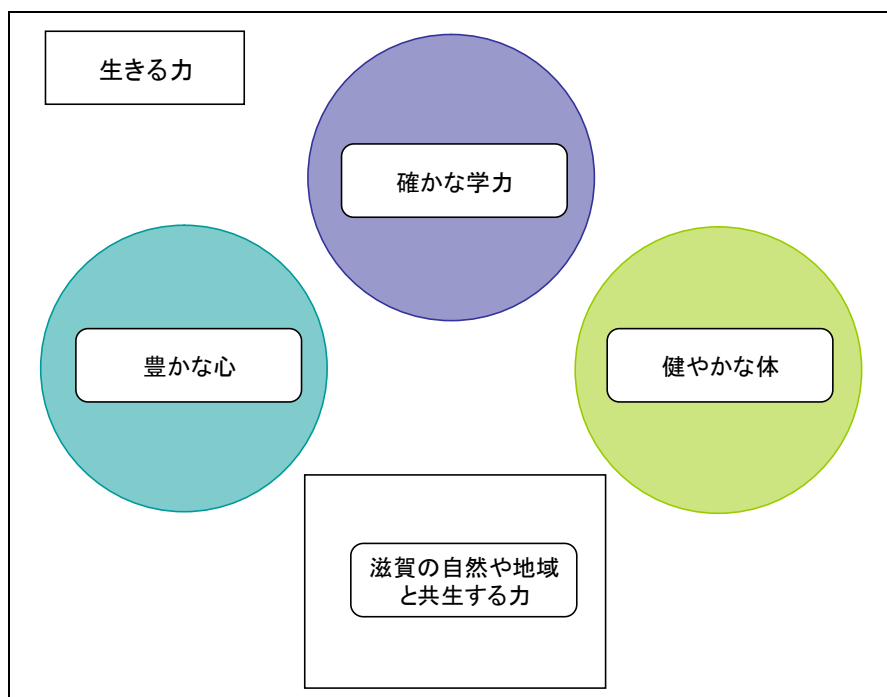 生きる力
確かな学力
豊かな心
健やかな体
滋賀の自然や地域
と共生する力